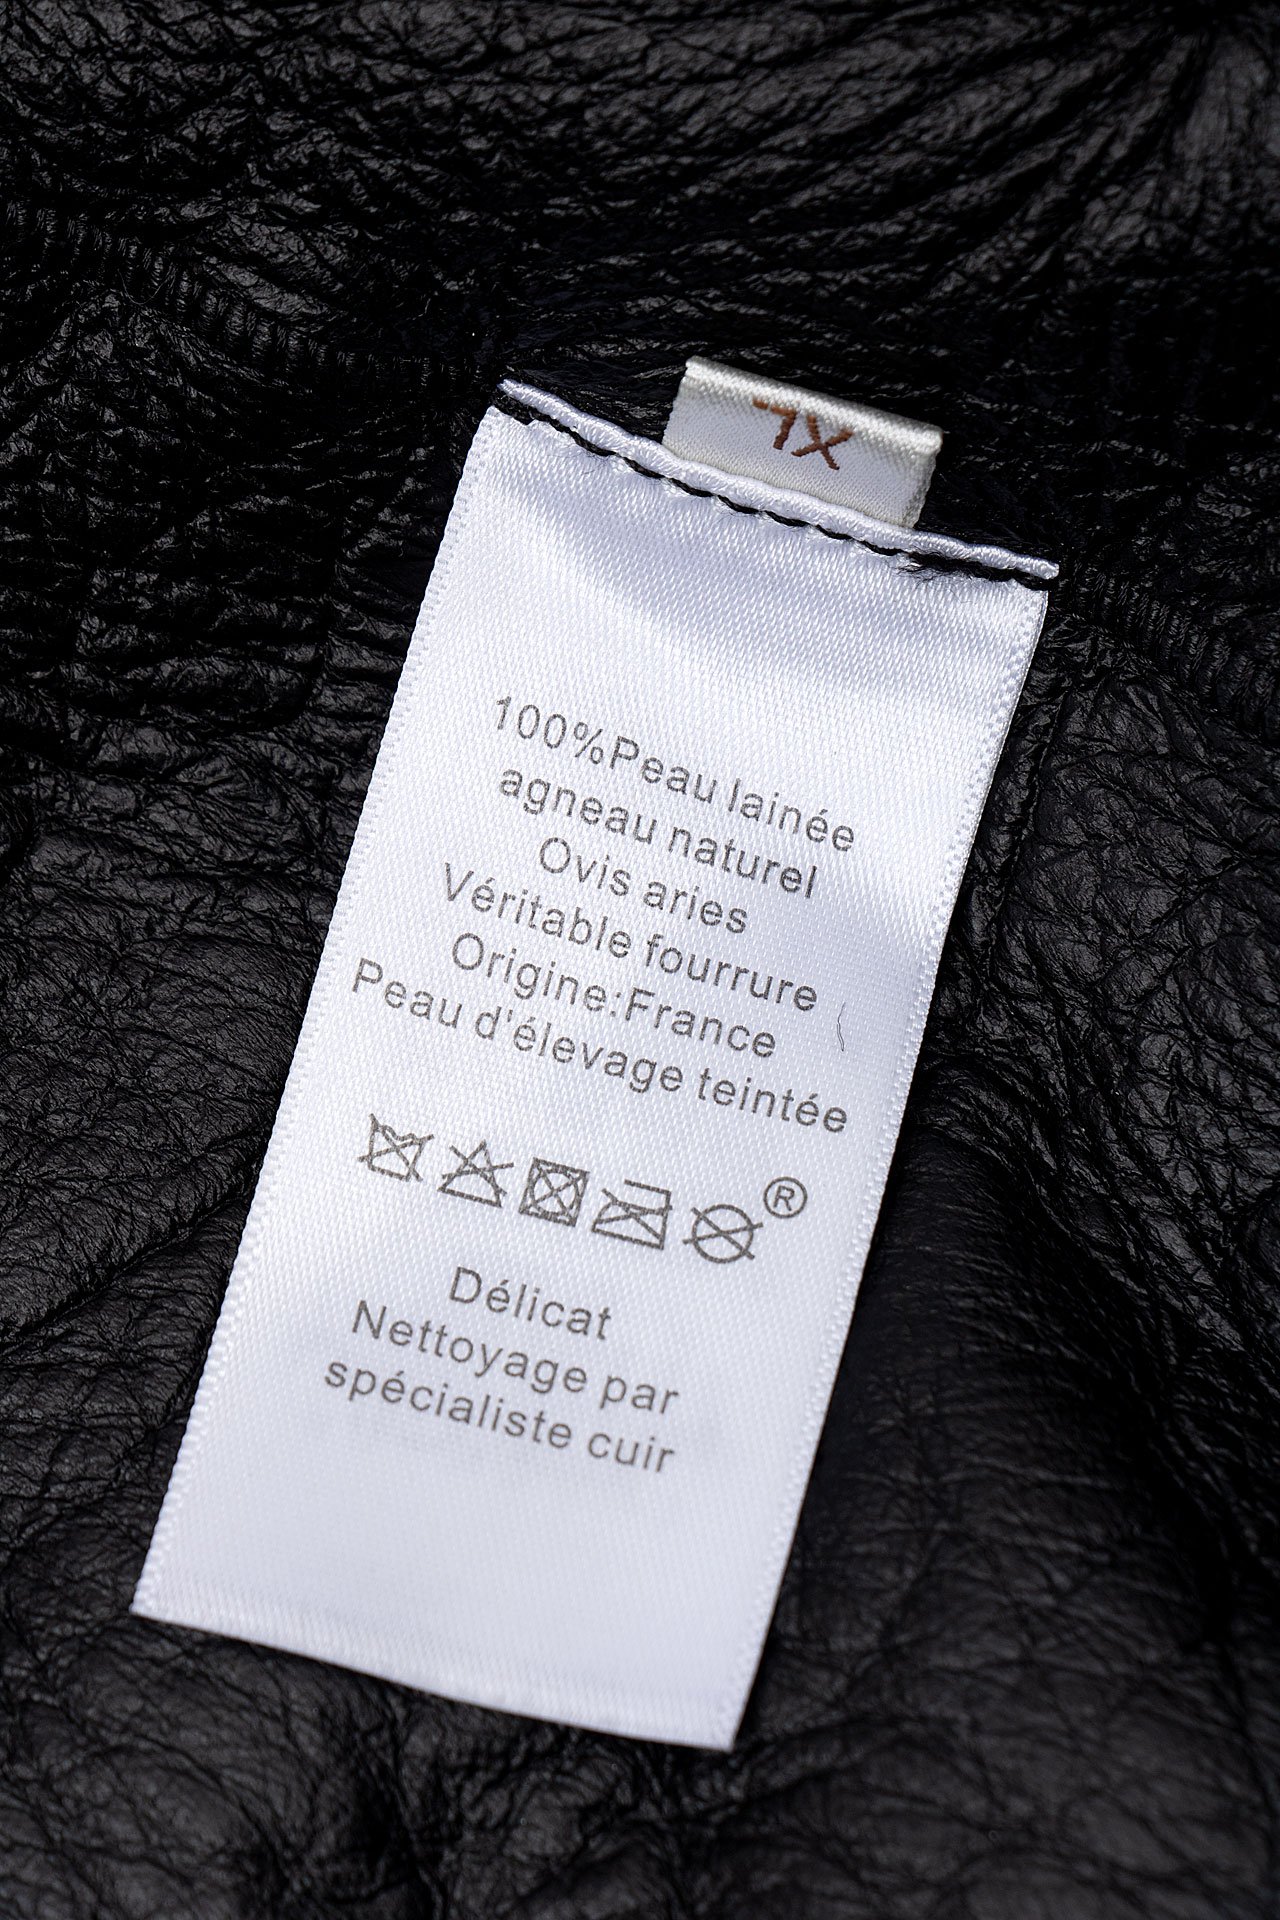 XL
100%Peau lainée
agneau naturel
Ovis aries
Véritable fourrure
Origine:France
Peau d'élevage teintée
®
Délicat
Nettoyage par
spécialiste cuir